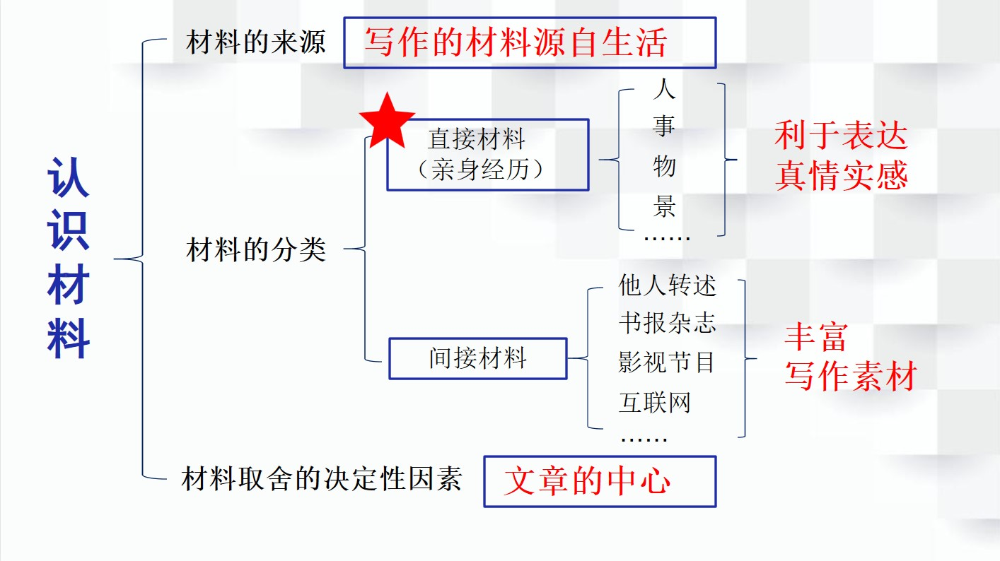 认识材料
材料的来源
写作的材料源自生活
材料的分类
直接材料
（亲身经历）
人
事
物
景
……
利于表达
真情实感
间接材料
他人转述
书报杂志
影视节目
互联网
……
丰富
写作素材
材料取舍的决定性因素
文章的中心